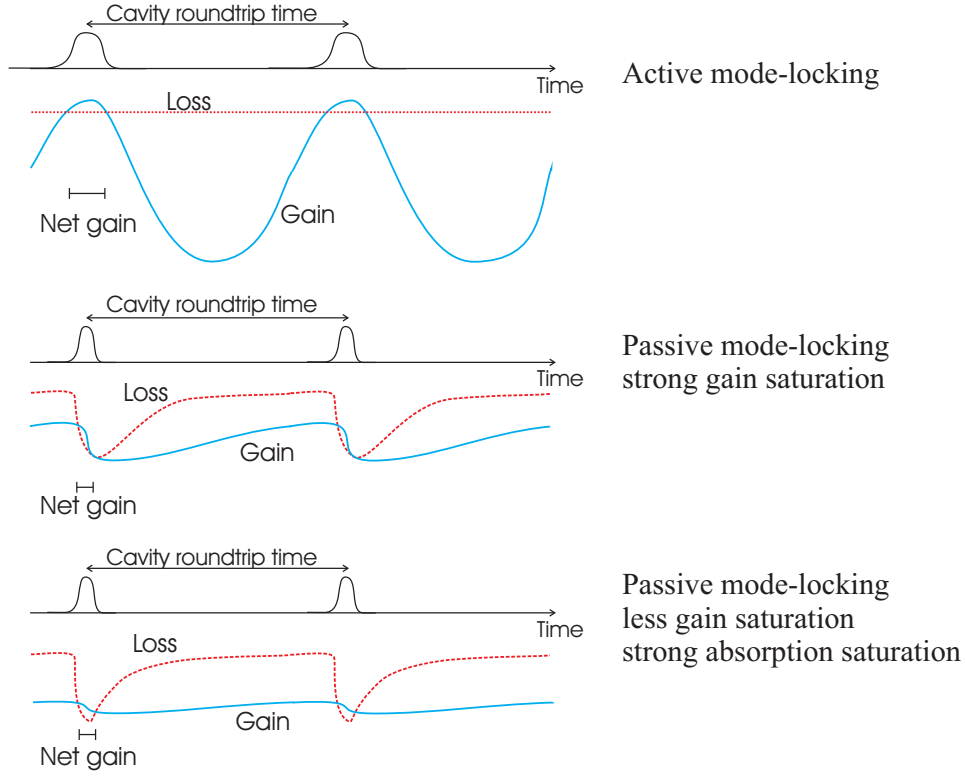 Cavity roundtrip time
Time
Active mode-locking
Loss
Net gain
Gain
Cavity roundtrip time
Time
Passive mode-locking
strong gain saturation
Loss
Gain
Net gain
Cavity roundtrip time
Time
Passive mode-locking
less gain saturation
strong absorption saturation
Loss
Gain
Net gain